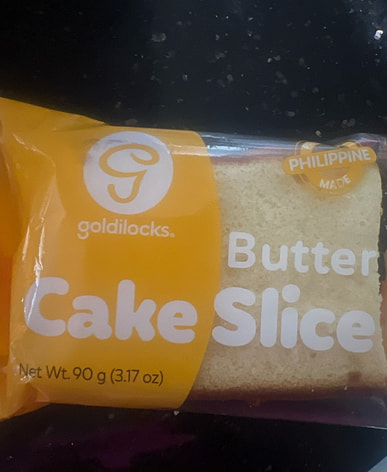 PHILIPPINE
MADE
G
goldilocks
Butter
Cake Slice
Net Wt. 90 g (3.17 oz)